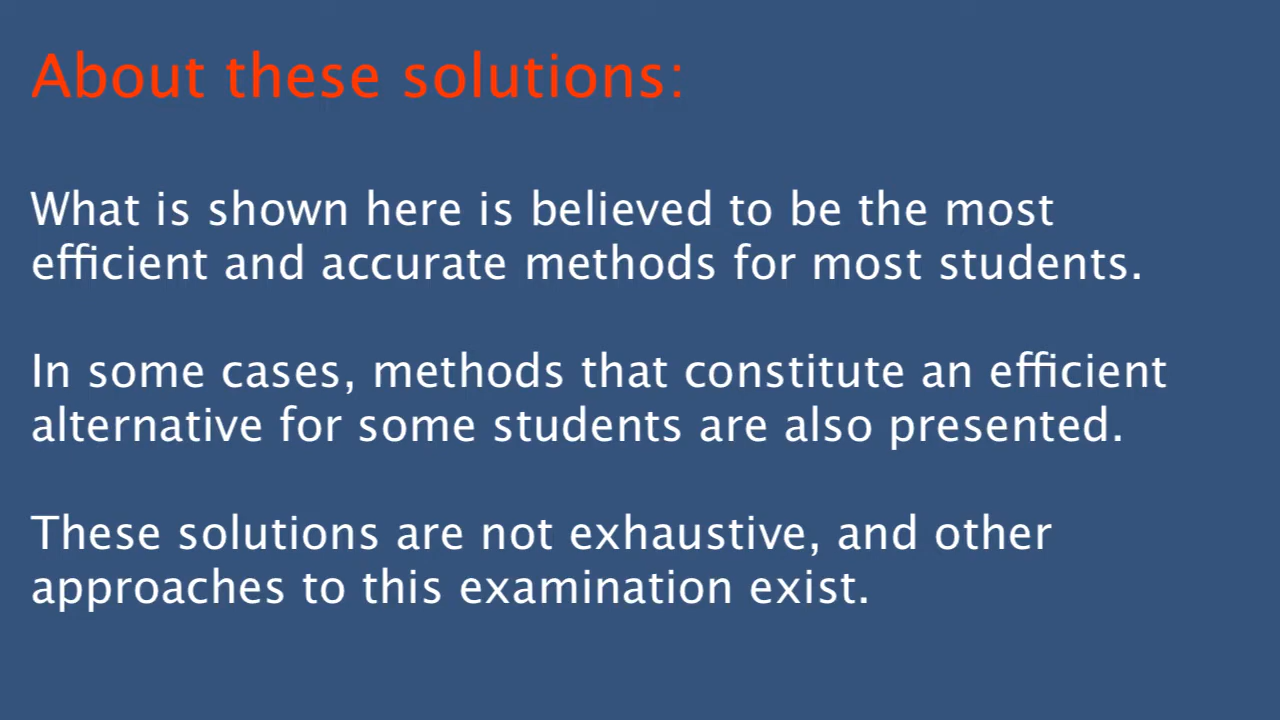 About these solutions:
What is shown here is believed to be the most
efficient and accurate methods for most students.
In some cases, methods that constitute an efficient
alternative for some students are also presented.
These solutions are not exhaustive, and other
approaches to this examination exist.